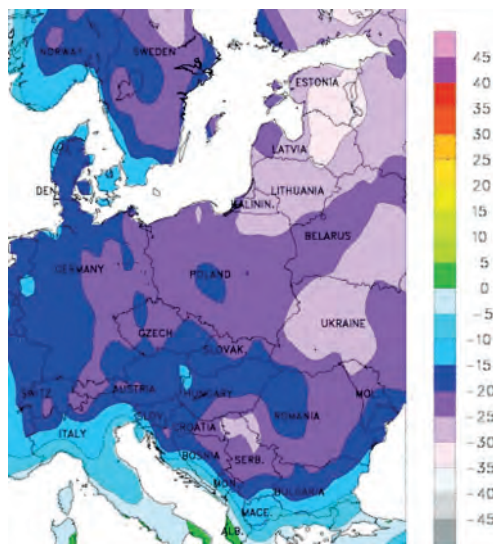 NORWAY
SWEDEN
ESTONIA
LATVIA
LITHUANIA
KALININ.
DEN.
BELARUS
GERMANY
POLAND
UKRAINE
CZECH
SLOVAK.
MOL.
SWITZ.
AUSTRIA
HUNGARY
SLOV.
ROMANIA
ITALY
CROATIA
BOSNIA
SERB.
MON.
BULGARIA
MACE.
ALB.
45
40
35
30
25
20
15
10
5
0
-5
-10
-15
-20
-25
-30
-35
-40
-45